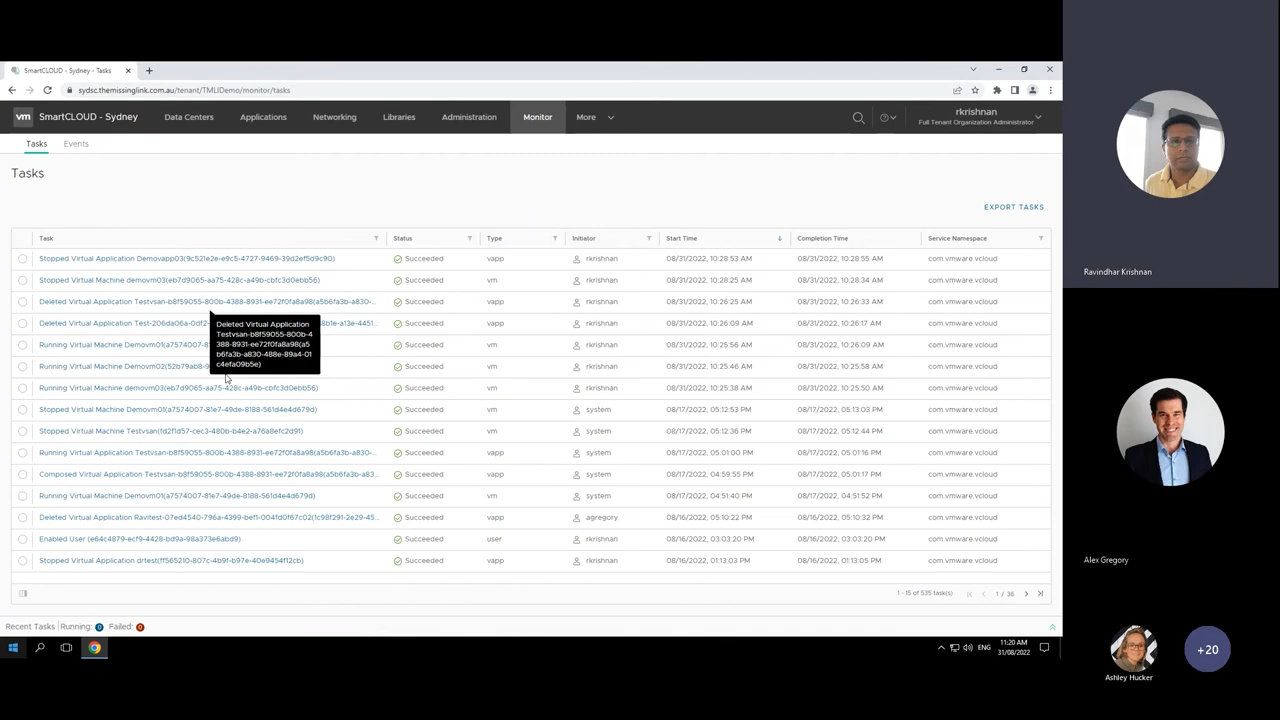 SmartCLOUD - Sydney - Tasks
sydsc.themissinglink.com.au/tenant/TMLIDemo/monitor/tasks
vm SmartCLOUD - Sydney Data Centers Applications Networking Libraries Administration Monitor More rkrishnan
Full Tenant Organization Administrator
Tasks Events
Tasks
EXPORT TASKS
Task Status Type Initiator Start Time Completion Time Service Namespace
Stopped Virtual Application Demovapp03(9c521e2e-e9c5-4727-9469-39d2ef5d9c90) Succeeded vapp rkrishnan 08/31/2022, 10:28:53 AM 08/31/2022, 10:28:55 AM com.vmware.vcloud
Stopped Virtual Machine demovm03(eb7d9065-aa75-428c-a49b-cbfc3d0ebb56) Succeeded vm rkrishnan 08/31/2022, 10:28:25 AM 08/31/2022, 10:28:34 AM com.vmware.vcloud
Deleted Virtual Application Testvsan-b8f59055-800b-4388-8931-ee72f0fa8a98(a5b6fa3b-a830-... Succeeded vapp rkrishnan 08/31/2022, 10:26:25 AM 08/31/2022, 10:26:33 AM com.vmware.vcloud
Deleted Virtual Application Test-206da06a-0df2- 8b1e-a13e-4451... Succeeded vapp rkrishnan 08/31/2022, 10:26:09 AM 08/31/2022, 10:26:17 AM com.vmware.vcloud
Deleted Virtual Application
Testvsan-b8f59055-800b-4
388-8931-ee72f0fa8a98(a5
b6fa3b-a830-488e-89a4-01
c4efa09b5e)
Running Virtual Machine Demovm01(a7574007-8 Succeeded vm rkrishnan 08/31/2022, 10:25:56 AM 08/31/2022, 10:26:09 AM com.vmware.vcloud
Running Virtual Machine Demovm02(52b79ab8-9 Succeeded vm rkrishnan 08/31/2022, 10:25:46 AM 08/31/2022, 10:25:58 AM com.vmware.vcloud
Running Virtual Machine demovm03(eb7d9065-aa75-428c-a49b-cbfc3d0ebb56) Succeeded vm rkrishnan 08/31/2022, 10:25:38 AM 08/31/2022, 10:25:50 AM com.vmware.vcloud
Stopped Virtual Machine Demovm01(a7574007-81e7-49de-8188-561d4e4d679d) Succeeded vm system 08/17/2022, 05:12:53 PM 08/17/2022, 05:13:03 PM com.vmware.vcloud
Stopped Virtual Machine Testvsan(fd2f1d57-cec3-480b-b4e2-a76a8efc2d91) Succeeded vm system 08/17/2022, 05:12:36 PM 08/17/2022, 05:12:44 PM com.vmware.vcloud
Running Virtual Application Testvsan-b8f59055-800b-4388-8931-ee72f0fa8a98(a5b6fa3b-a830-... Succeeded vapp system 08/17/2022, 05:01:00 PM 08/17/2022, 05:01:16 PM com.vmware.vcloud
Composed Virtual Application Testvsan-b8f59055-800b-4388-8931-ee72f0fa8a98(a5b6fa3b-a83... Succeeded vapp system 08/17/2022, 04:59:55 PM 08/17/2022, 05:01:17 PM com.vmware.vcloud
Running Virtual Machine Demovm01(a7574007-81e7-49de-8188-561d4e4d679d) Succeeded vm system 08/17/2022, 04:51:40 PM 08/17/2022, 04:51:52 PM com.vmware.vcloud
Deleted Virtual Application Ravitest-07ed4540-796a-4399-bef1-004fd0f67c02(1c98f291-2e29-45... Succeeded vapp agregory 08/16/2022, 05:10:22 PM 08/16/2022, 05:10:32 PM com.vmware.vcloud
Enabled User (e64c4879-ecf9-4428-bd9a-98a373e6abd9) Succeeded user rkrishnan 08/16/2022, 03:03:20 PM 08/16/2022, 03:03:20 PM com.vmware.vcloud
Stopped Virtual Application drtest(ff565210-807c-4b9f-b97e-40e9454f12cb) Succeeded vapp rkrishnan 08/16/2022, 01:13:03 PM 08/16/2022, 01:13:05 PM com.vmware.vcloud
1 - 15 of 535 task(s) 1 / 36
Recent Tasks Running: 0 Failed: 0
ENG 11:20 AM
31/08/2022
Ravindhar Krishnan
Alex Gregory
Ashley Hucker
+20